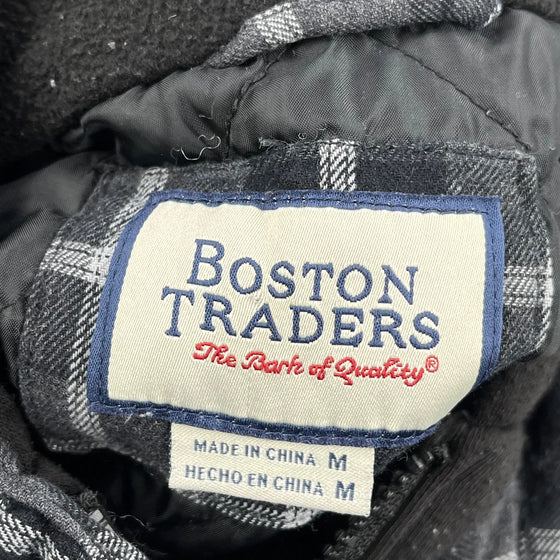 BOSTON
TRADERS
The Bark of Quality®
MADE IN CHINA M
HECHO EN CHINA M